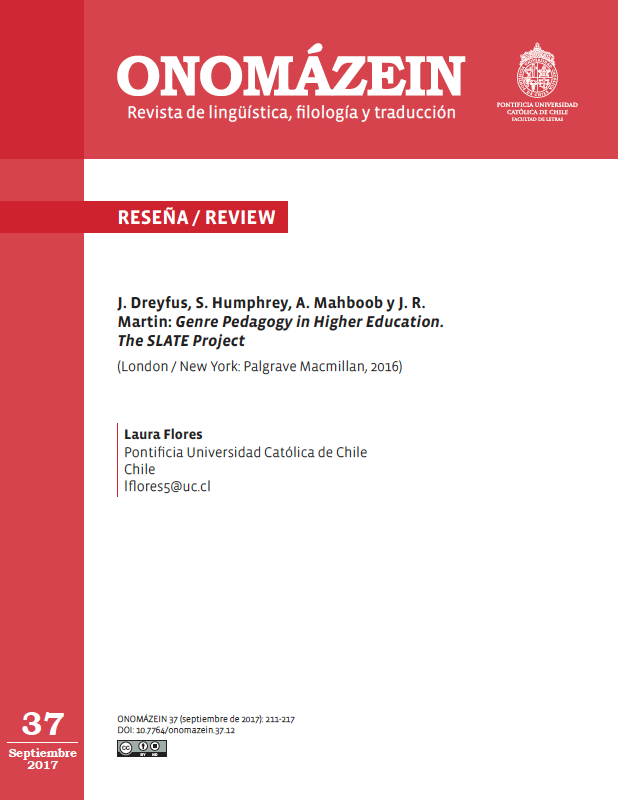 ONOMÁZEIN
Revista de lingüística, filología y traducción
PONTIFICIA UNIVERSIDAD
CATÓLICA DE CHILE
FACULTAD DE LETRAS
RESEÑA / REVIEW
J. Dreyfus, S. Humphrey, A. Mahboob y J. R.
Martin: Genre Pedagogy in Higher Education.
The SLATE Project
(London / New York: Palgrave Macmillan, 2016)
Laura Flores
Pontificia Universidad Católica de Chile
Chile
lflores5@uc.cl
37
Septiembre
2017
ONOMÁZEIN 37 (septiembre de 2017): 211-217
DOI: 10.7764/onomazein.37.12
cc
BY ND